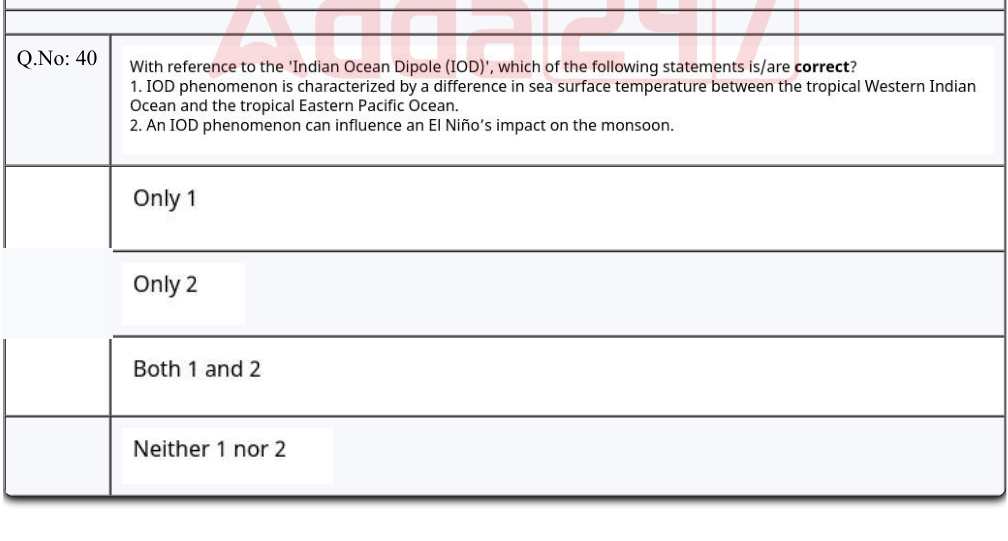 Adda247
Q.No: 40
With reference to the 'Indian Ocean Dipole (IOD)', which of the following statements is/are correct?
1. IOD phenomenon is characterized by a difference in sea surface temperature between the tropical Western Indian
Ocean and the tropical Eastern Pacific Ocean.
2. An IOD phenomenon can influence an El Niño’s impact on the monsoon.
Only 1
Only 2
Both 1 and 2
Neither 1 nor 2